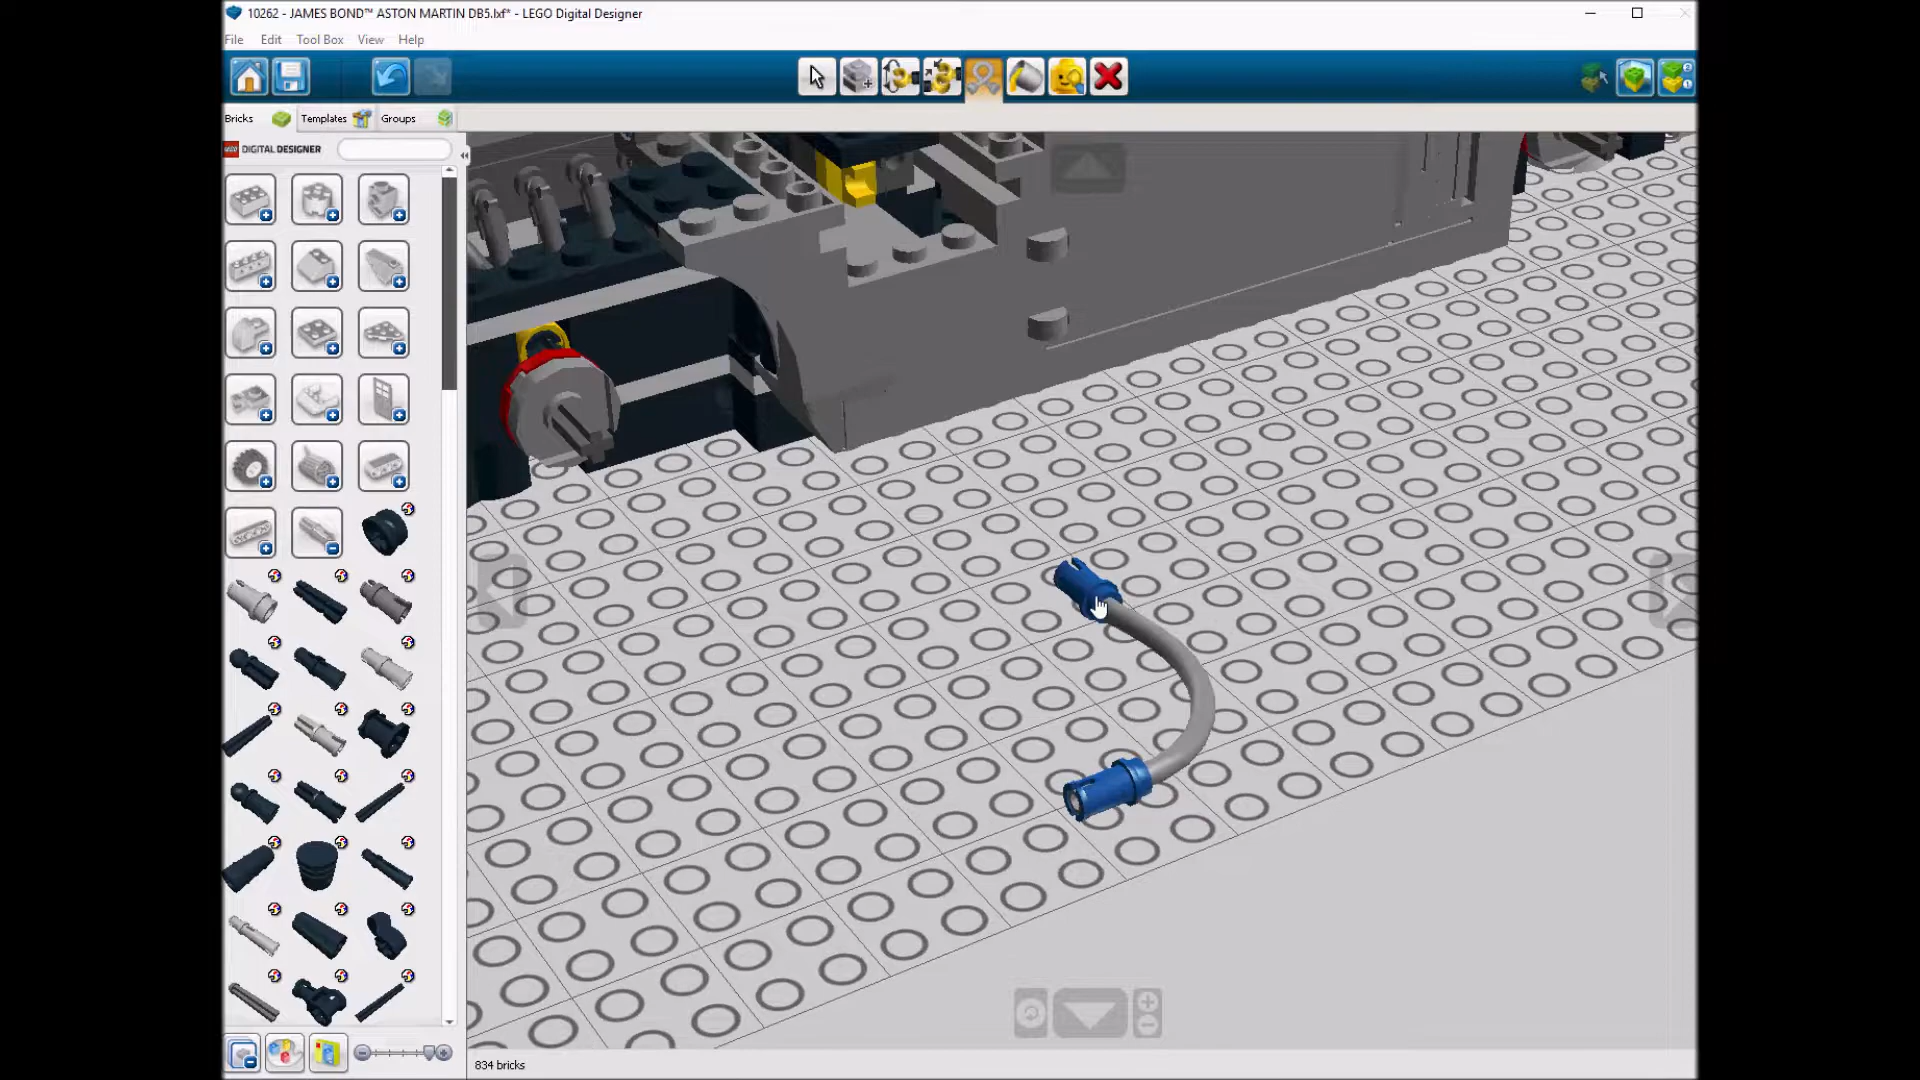 10262 - JAMES BOND™ ASTON MARTIN DB5.lxf* - LEGO Digital Designer
File Edit Tool Box View Help
Bricks Templates Groups
LEGO DIGITAL DESIGNER
834 bricks